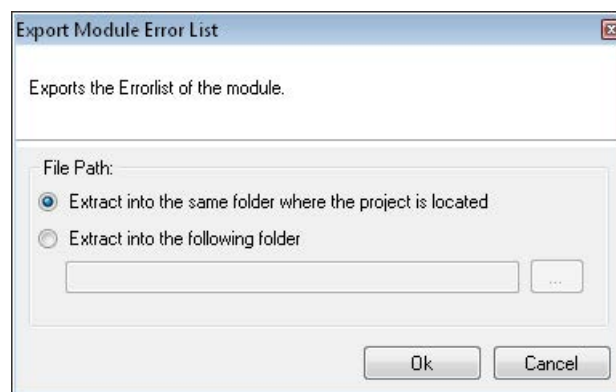 Export Module Error List
Exports the Errorlist of the module.
File Path:
Extract into the same folder where the project is located
Extract into the following folder
...
Ok
Cancel